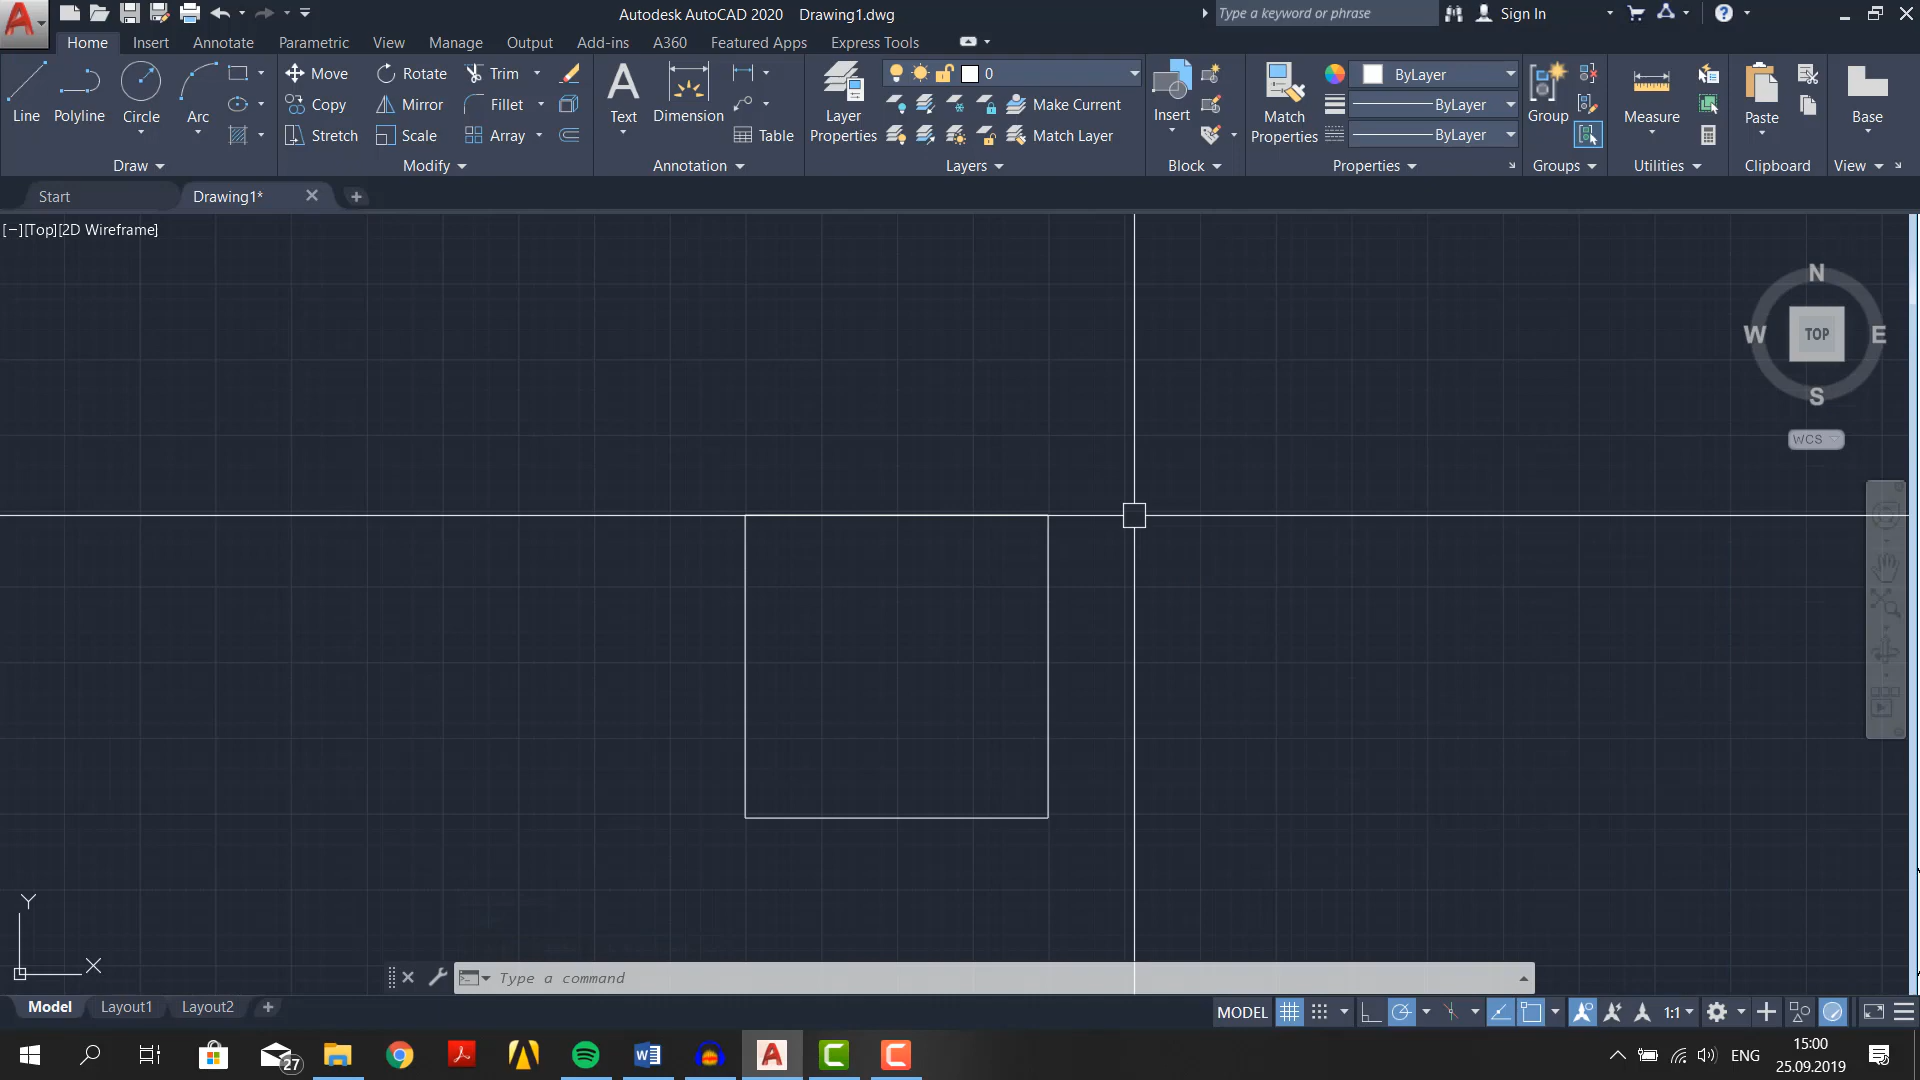 Autodesk AutoCAD 2020 Drawing1.dwg
Type a keyword or phrase
Sign In
Home Insert Annotate Parametric View Manage Output Add-ins A360 Featured Apps Express Tools
Line Polyline Circle Arc
Move Rotate Trim
Copy Mirror Fillet
Stretch Scale Array
Text Dimension
Table
Layer
Properties
0
Make Current
Match Layer
Insert
Match
Properties
ByLayer
ByLayer
ByLayer
Group
Measure
Paste
Base
Draw Modify Annotation Layers Block Properties Groups Utilities Clipboard View
Start Drawing1*
[−][Top][2D Wireframe]
N
W TOP E
S
WCS
Y
X
Type a command
Model Layout1 Layout2
MODEL 1:1
27
ENG
15:00
25.09.2019